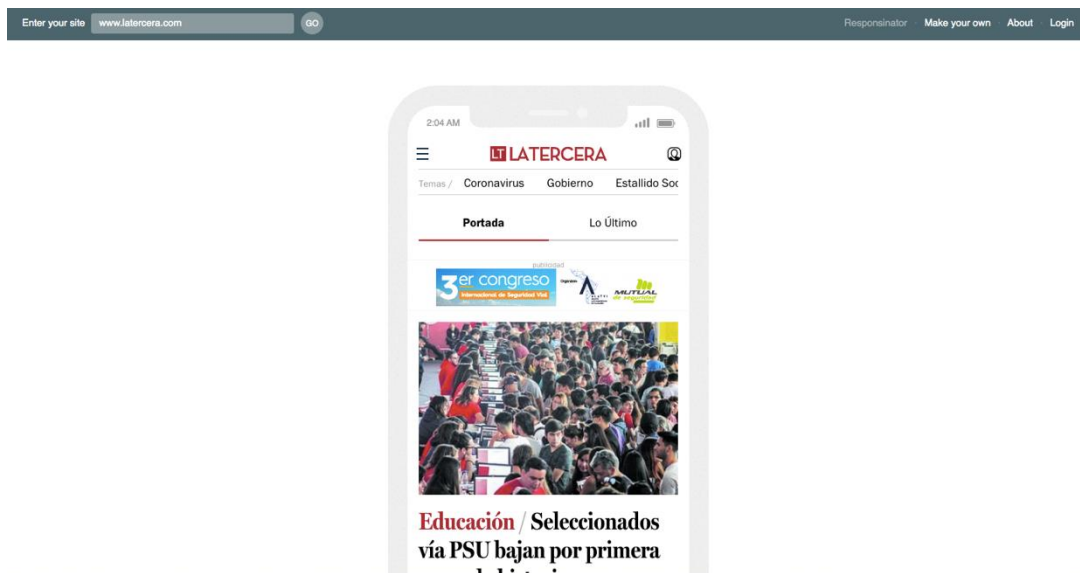 Enter your site www.latercera.com GO Responsinator · Make your own · About · Login
2:04 AM
LT LATERCERA
Temas / Coronavirus Gobierno Estallido Soc
Portada Lo Último
publicidad
3er congreso
Internacional de Seguridad Vial
MUTUAL
de seguridad
Educación / Seleccionados
vía PSU bajan por primera